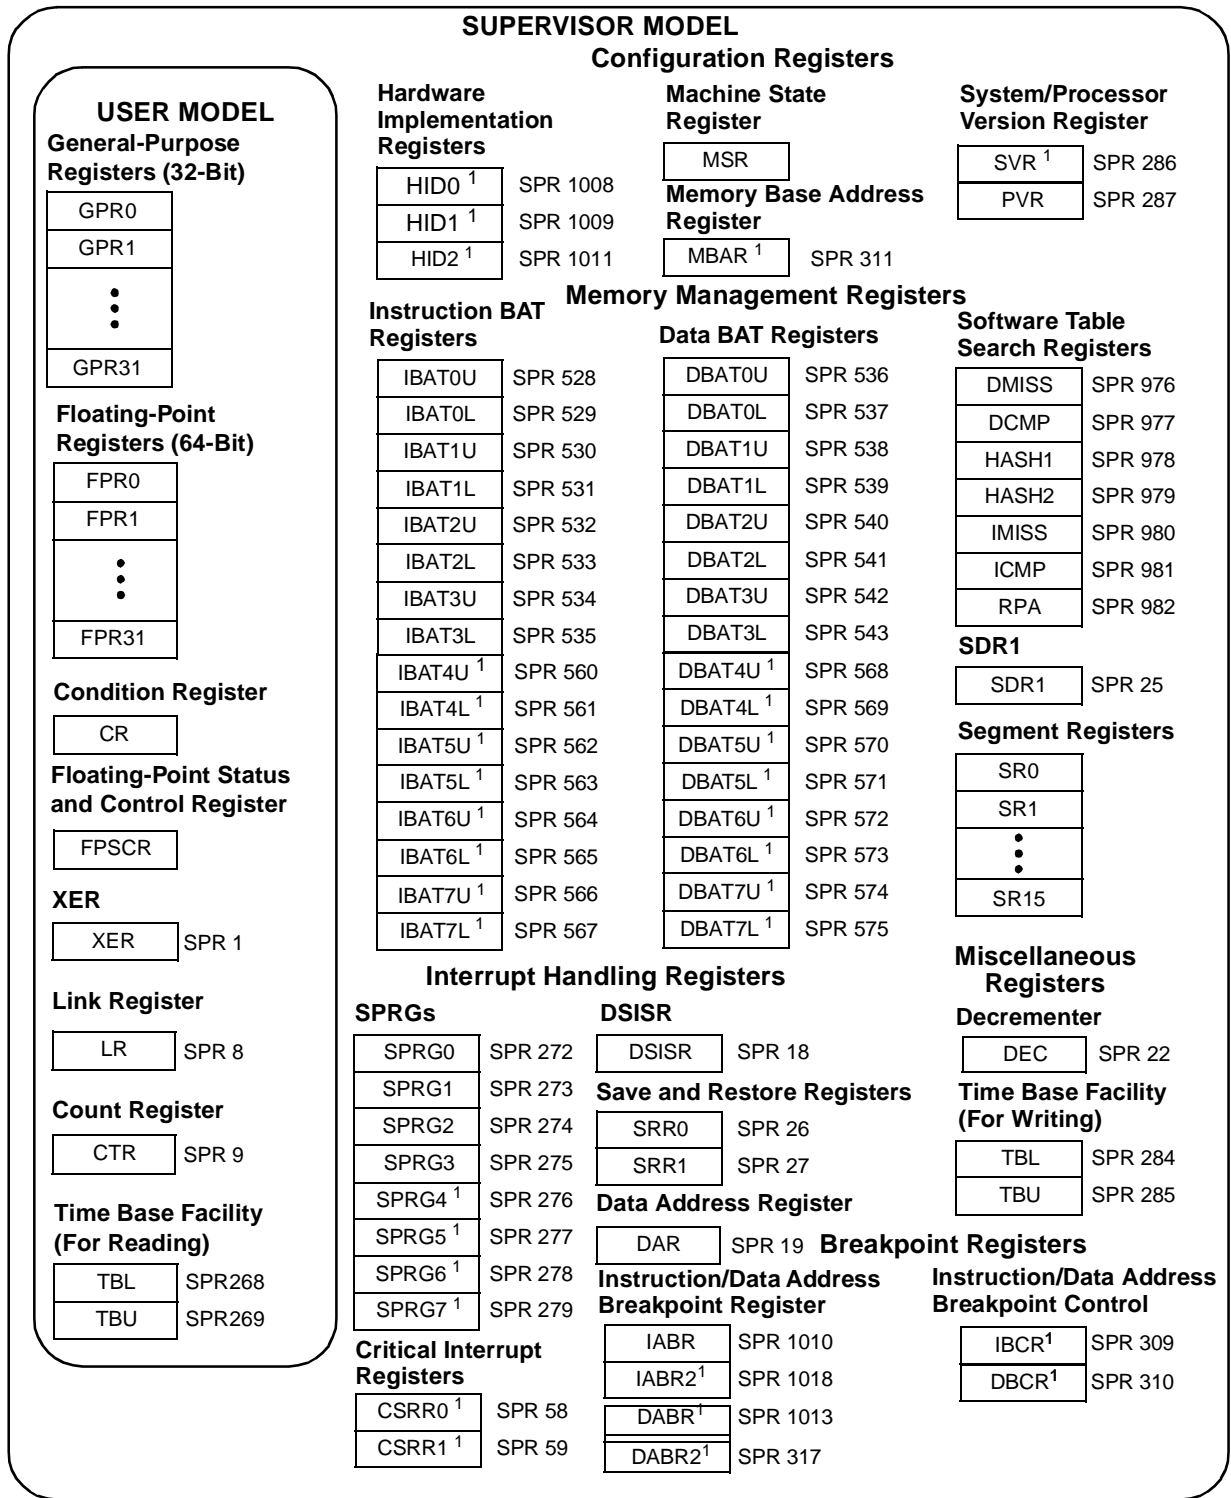 SUPERVISOR MODEL
Configuration Registers
USER MODEL
General-Purpose
Registers (32-Bit)
GPR0
GPR1
GPR31
Floating-Point
Registers (64-Bit)
FPR0
FPR1
FPR31
Condition Register
CR
Floating-Point Status
and Control Register
FPSCR
XER
XER SPR 1
Link Register
LR SPR 8
Count Register
CTR SPR 9
Time Base Facility
(For Reading)
TBL SPR268
TBU SPR269
Hardware
Implementation
Registers
HID0 1 SPR 1008
HID1 1 SPR 1009
HID2 1 SPR 1011
Machine State
Register
MSR
Memory Base Address
Register
MBAR 1 SPR 311
System/Processor
Version Register
SVR 1 SPR 286
PVR SPR 287
Memory Management Registers
Instruction BAT
Registers
IBAT0U SPR 528
IBAT0L SPR 529
IBAT1U SPR 530
IBAT1L SPR 531
IBAT2U SPR 532
IBAT2L SPR 533
IBAT3U SPR 534
IBAT3L SPR 535
IBAT4U 1 SPR 560
IBAT4L 1 SPR 561
IBAT5U 1 SPR 562
IBAT5L 1 SPR 563
IBAT6U 1 SPR 564
IBAT6L 1 SPR 565
IBAT7U 1 SPR 566
IBAT7L 1 SPR 567
Data BAT Registers
DBAT0U SPR 536
DBAT0L SPR 537
DBAT1U SPR 538
DBAT1L SPR 539
DBAT2U SPR 540
DBAT2L SPR 541
DBAT3U SPR 542
DBAT3L SPR 543
DBAT4U 1 SPR 568
DBAT4L 1 SPR 569
DBAT5U 1 SPR 570
DBAT5L 1 SPR 571
DBAT6U 1 SPR 572
DBAT6L 1 SPR 573
DBAT7U 1 SPR 574
DBAT7L 1 SPR 575
Software Table
Search Registers
DMISS SPR 976
DCMP SPR 977
HASH1 SPR 978
HASH2 SPR 979
IMISS SPR 980
ICMP SPR 981
RPA SPR 982
SDR1
SDR1 SPR 25
Segment Registers
SR0
SR1
SR15
Interrupt Handling Registers
SPRGs
SPRG0 SPR 272
SPRG1 SPR 273
SPRG2 SPR 274
SPRG3 SPR 275
SPRG4 1 SPR 276
SPRG5 1 SPR 277
SPRG6 1 SPR 278
SPRG7 1 SPR 279
Critical Interrupt
Registers
CSRR0 1 SPR 58
CSRR1 1 SPR 59
DSISR
DSISR SPR 18
Save and Restore Registers
SRR0 SPR 26
SRR1 SPR 27
Data Address Register
DAR SPR 19
Miscellaneous
Registers
Decrementer
DEC SPR 22
Time Base Facility
(For Writing)
TBL SPR 284
TBU SPR 285
Breakpoint Registers
Instruction/Data Address
Breakpoint Register
IABR SPR 1010
IABR2 1 SPR 1018
DABR 1 SPR 1013
DABR2 1 SPR 317
Instruction/Data Address
Breakpoint Control
IBCR 1 SPR 309
DBCR 1 SPR 310